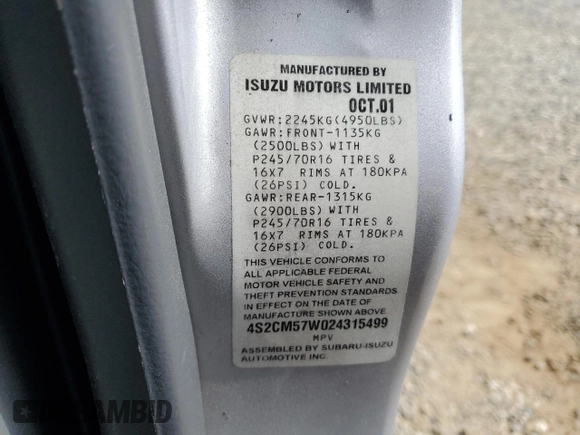 MANUFACTURED BY
ISUZU MOTORS LIMITED
OCT.01
GVWR:2245KG(4950LBS)
GAWR:FRONT-1135KG
(2500LBS) WITH
P245/70R16 TIRES &
16X7 RIMS AT 180KPA
(26PSI) COLD.
GAWR:REAR-1315KG
(2900LBS) WITH
P245/70R16 TIRES &
16X7 RIMS AT 180KPA
(26PSI) COLD.
THIS VEHICLE CONFORMS TO
ALL APPLICABLE FEDERAL
MOTOR VEHICLE SAFETY AND
THEFT PREVENTION STANDARDS
IN EFFECT ON THE DATE OF
MANUFACTURE SHOWN ABOVE
4S2CM57W024315499
MPV
ASSEMBLED BY SUBARU-ISUZU
AUTOMOTIVE INC.
DCARAMBID